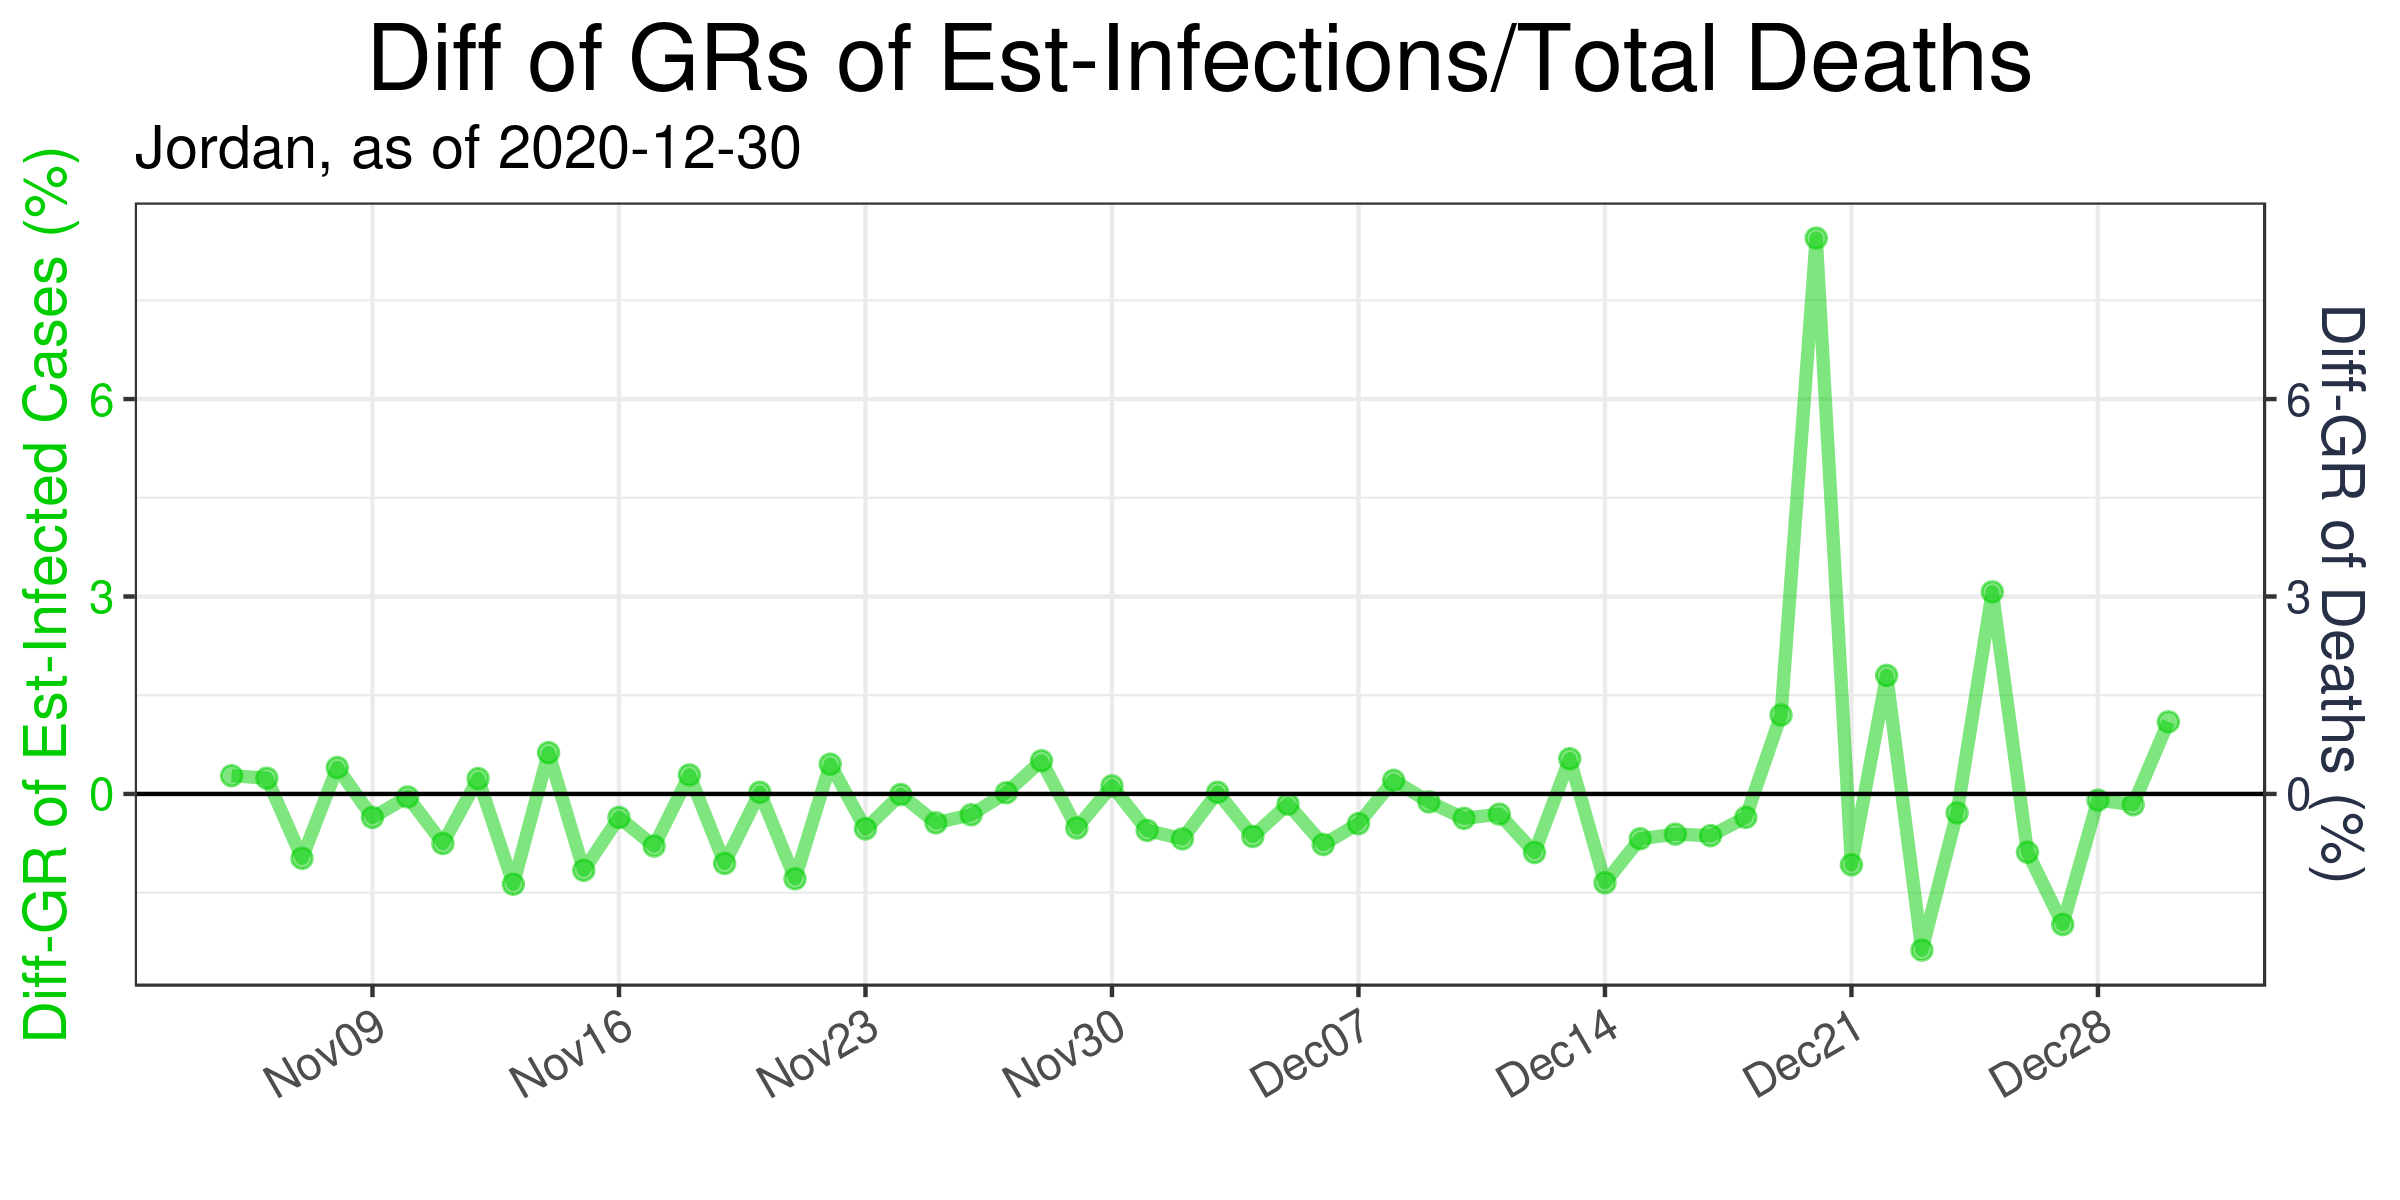 Diff of GRs of Est-Infections/Total Deaths
Jordan, as of 2020-12-30
Diff-GR of Est-Infected Cases (%)
6
3
0
6
3
0
Diff-GR of Deaths (%)
Nov09
Nov16
Nov23
Nov30
Dec07
Dec14
Dec21
Dec28